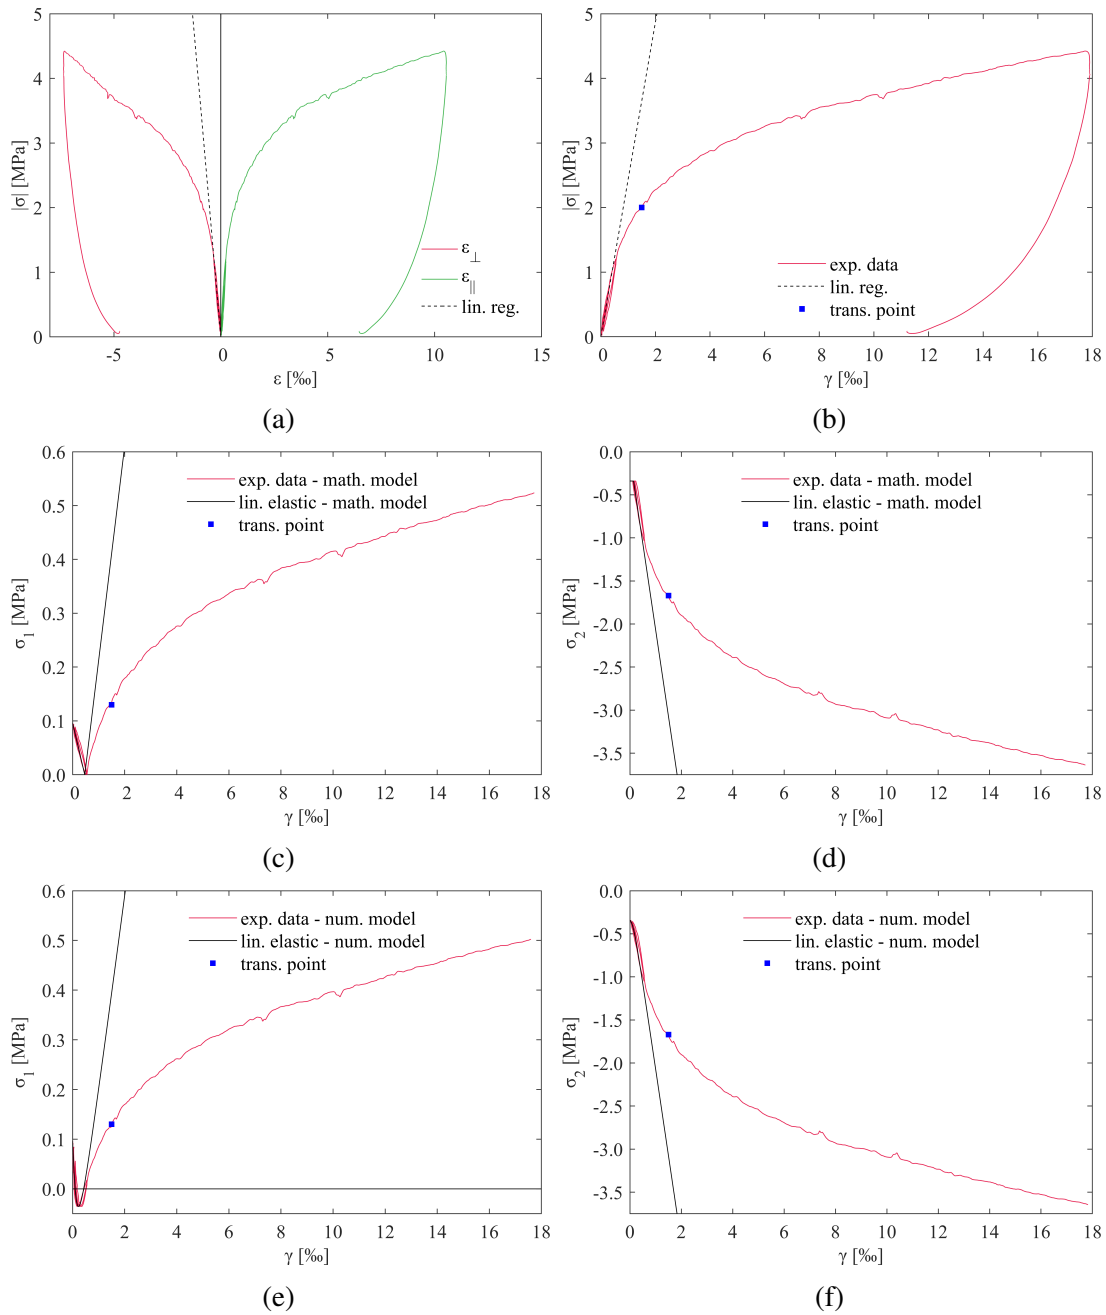 5
4
3
2
1
0
|σ| [MPa]
-5
0
5
10
15
ε [‰]
ε⊥
ε||
lin. reg.
(a)
5
4
3
2
1
0
|σ| [MPa]
0
2
4
6
8
10
12
14
16
18
γ [‰]
exp. data
lin. reg.
trans. point
(b)
0.6
0.5
0.4
0.3
0.2
0.1
0.0
σ1 [MPa]
0
2
4
6
8
10
12
14
16
18
γ [‰]
exp. data - math. model
lin. elastic - math. model
trans. point
(c)
0.0
-0.5
-1.0
-1.5
-2.0
-2.5
-3.0
-3.5
σ2 [MPa]
0
2
4
6
8
10
12
14
16
18
γ [‰]
exp. data - math. model
lin. elastic - math. model
trans. point
(d)
0.6
0.5
0.4
0.3
0.2
0.1
0.0
σ1 [MPa]
0
2
4
6
8
10
12
14
16
18
γ [‰]
exp. data - num. model
lin. elastic - num. model
trans. point
(e)
0.0
-0.5
-1.0
-1.5
-2.0
-2.5
-3.0
-3.5
σ2 [MPa]
0
2
4
6
8
10
12
14
16
18
γ [‰]
exp. data - num. model
lin. elastic - num. model
trans. point
(f)